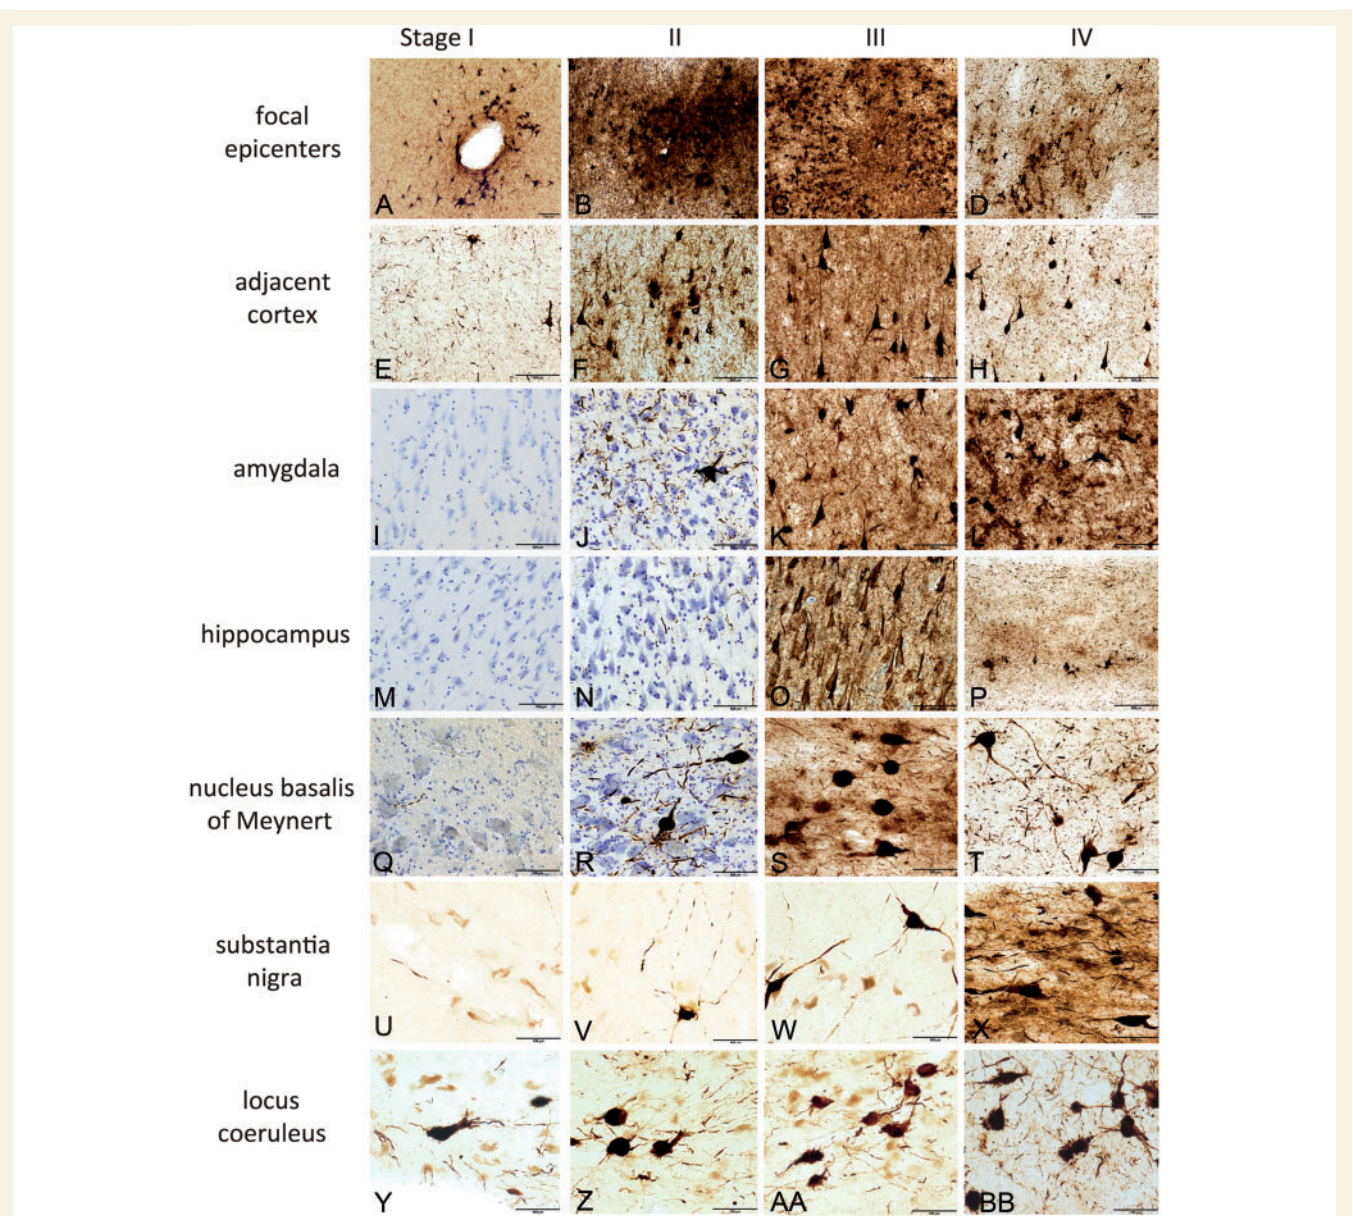 Stage I II III IV
focal
epicenters
A B C D
adjacent
cortex
E F G H
amygdala
I J K L
hippocampus
M N O P
nucleus basalis
of Meynert
Q R S T
substantia
nigra
U V W X
locus
coeruleus
Y Z AA BB